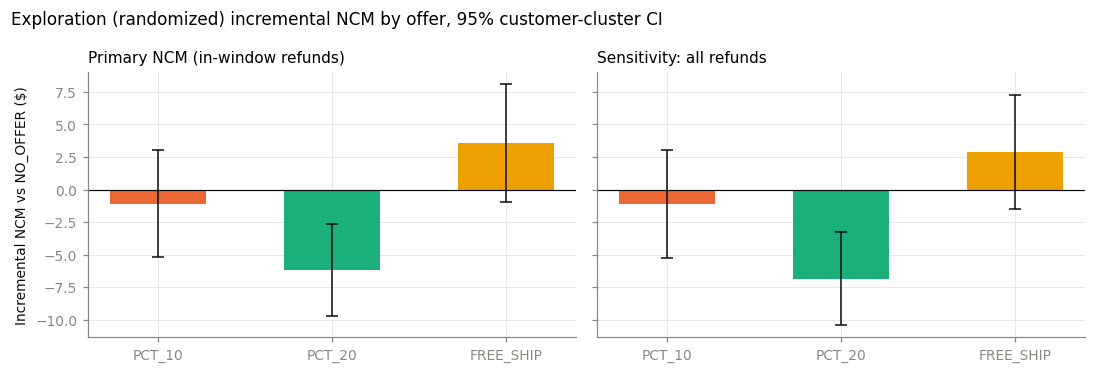 Exploration (randomized) incremental NCM by offer, 95% customer-cluster CI
Primary NCM (in-window refunds)
Sensitivity: all refunds
Incremental NCM vs NO_OFFER ($)
7.5
5.0
2.5
0.0
−2.5
−5.0
−7.5
−10.0
PCT_10 PCT_20 FREE_SHIP
PCT_10 PCT_20 FREE_SHIP